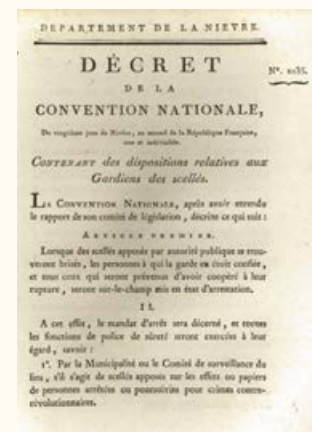 DEPARTEMENT DE LA NIEVRE.
DÉCRET
Nº. 2038.
DE LA
CONVENTION NATIONALE,
Du vingtième jour de Nivôse, an second de la République Française,
une et indivisible.
CONTENANT des dispositions relatives aux
Gardiens des scellés.
LA CONVENTION NATIONALE, après avoir entendu
le rapport de son comité de législation, décrète ce qui suit :
ARTICLE PREMIER.
Lorsque des scellés apposés par autorité publique se trou-
veront brisés, les personnes à qui la garde en étoit confiée,
et tous ceux qui seront prévenus d'avoir coopéré à leur
rupture, seront sur-le-champ mis en état d'arrestation.
II.
A cet effet, le mandat d'arrêt sera décerné, et toutes
les fonctions de police de sûreté seront exercées à leur
égard, savoir :
1º. Par la Municipalité ou le Comité de surveillance du
lieu, s'il s'agit de scellés apposés sur les effets ou papiers
de personnes arrêtées ou poursuivies pour crimes contre-
révolutionnaires.